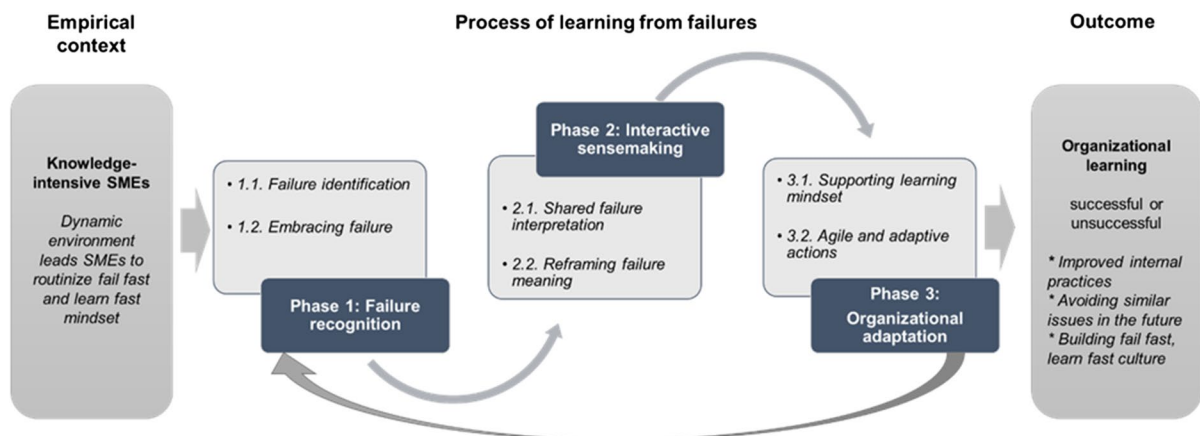 Empirical
context
Process of learning from failures
Outcome
Knowledge-
intensive SMEs
Dynamic
environment
leads SMEs to
routinize fail fast
and learn fast
mindset
• 1.1. Failure identification
• 1.2. Embracing failure
Phase 1: Failure
recognition
Phase 2: Interactive
sensemaking
• 2.1. Shared failure
interpretation
• 2.2. Reframing failure
meaning
• 3.1. Supporting learning
mindset
• 3.2. Agile and adaptive
actions
Phase 3:
Organizational
adaptation
Organizational
learning
successful or
unsuccessful
* Improved internal
practices
* Avoiding similar
issues in the future
* Building fail fast,
learn fast culture